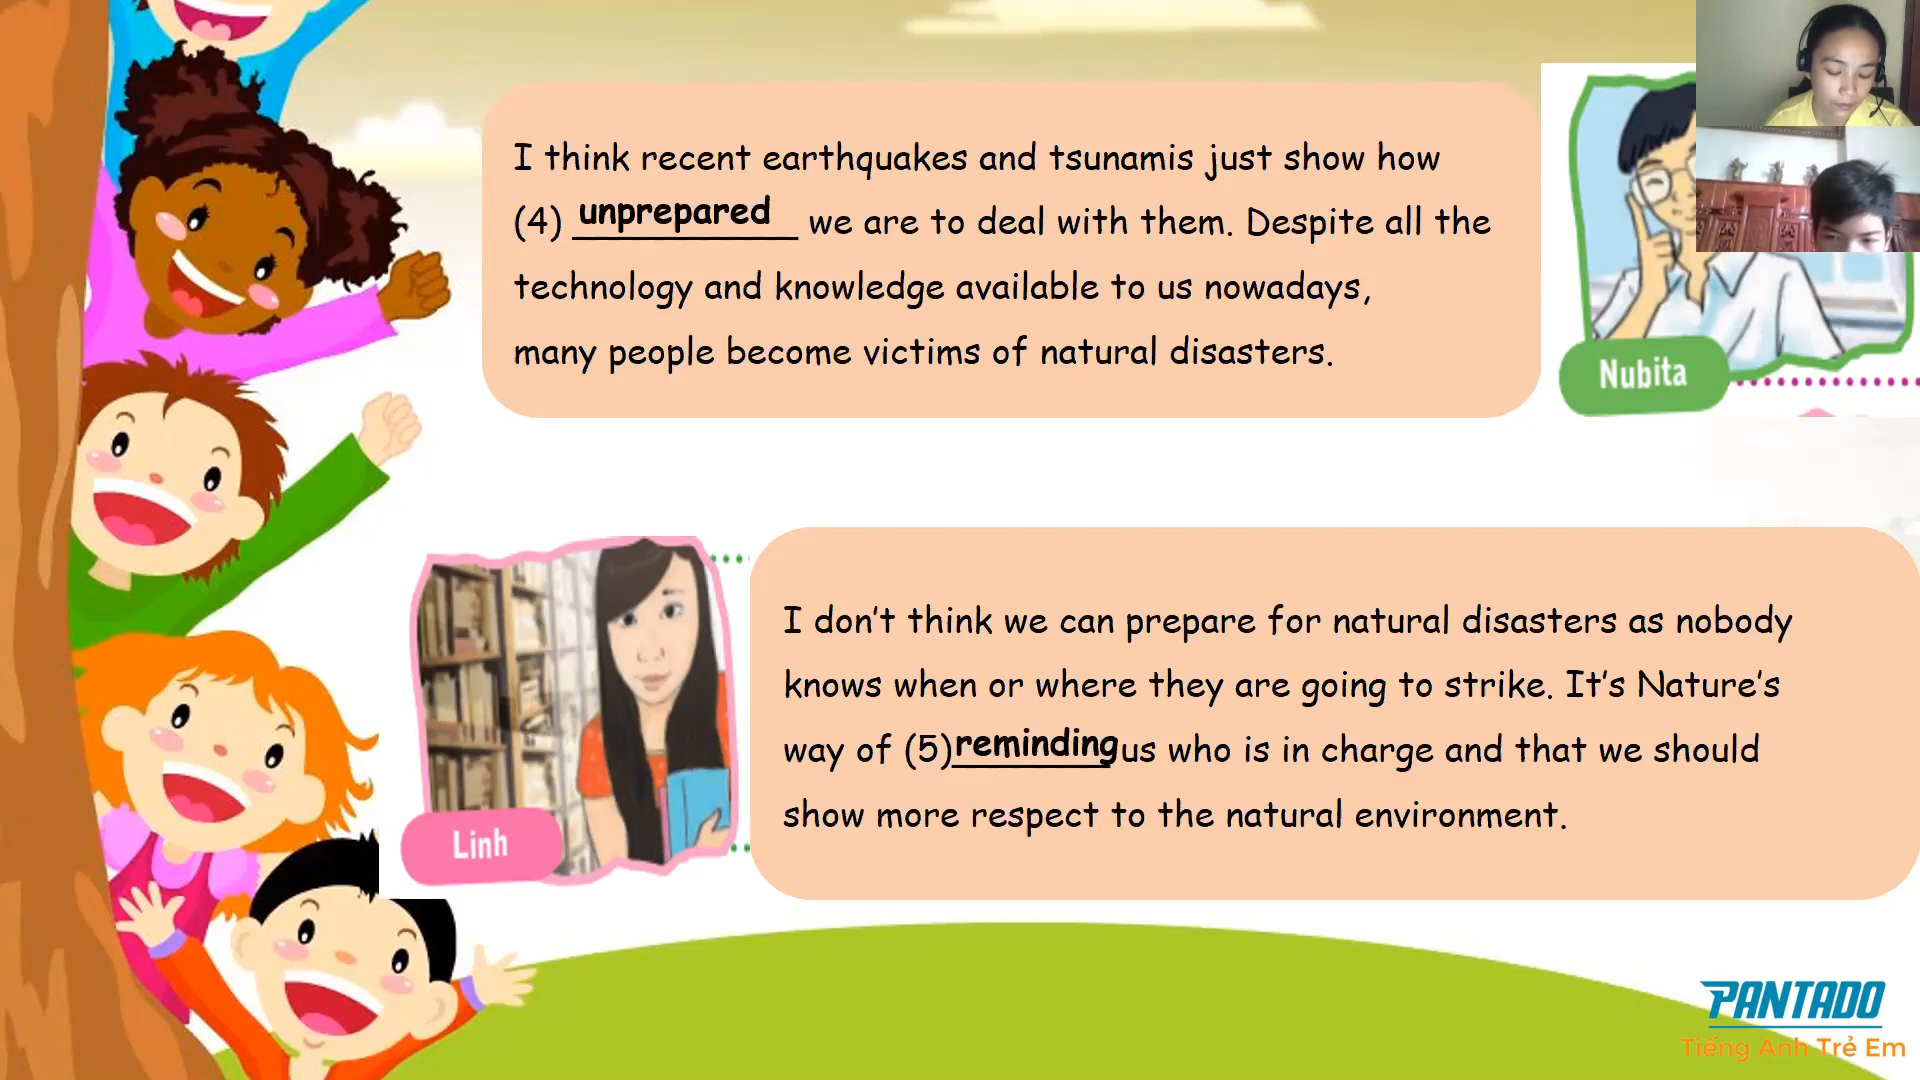 I think recent earthquakes and tsunamis just show how
(4) unprepared we are to deal with them. Despite all the
technology and knowledge available to us nowadays,
many people become victims of natural disasters.
Nubita
I don't think we can prepare for natural disasters as nobody
knows when or where they are going to strike. It's Nature's
way of (5) reminding us who is in charge and that we should
show more respect to the natural environment.
Linh
PANTADO
Tiếng Anh Trẻ Em